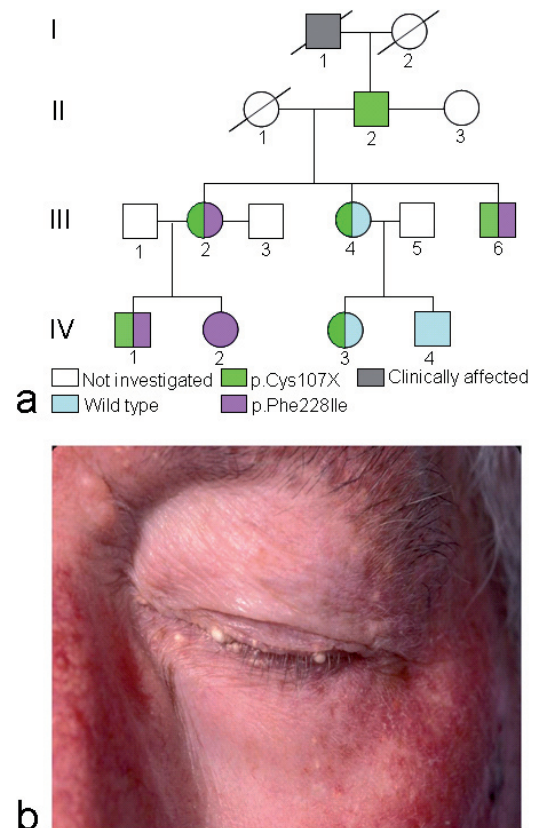 I
1
2
II
1
2
3
III
1
2
3
4
5
6
IV
1
2
3
4
Not investigated
p.Cys107X
Clinically affected
a
Wild type
p.Phe228Ile
b